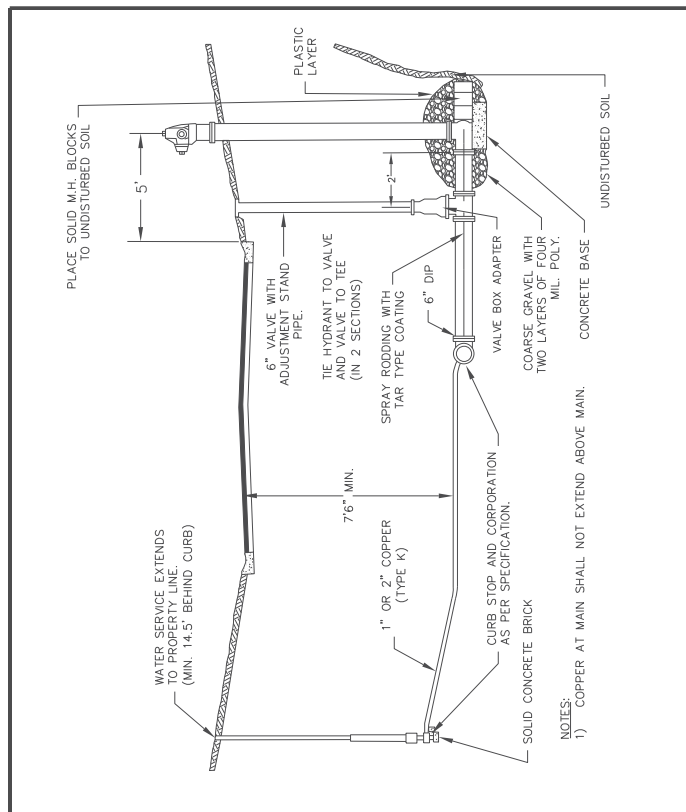 WATER SERVICE EXTENDS
TO PROPERTY LINE.
(MIN. 14.5' BEHIND CURB)
6" VALVE WITH
ADJUSTMENT STAND
PIPE.
5'
PLACE SOLID M.H. BLOCKS
TO UNDISTURBED SOIL
PLASTIC
LAYER
7'6" MIN.
TIE HYDRANT TO VALVE
AND VALVE TO TEE
(IN 2 SECTIONS)
2'
1" OR 2" COPPER
(TYPE K)
SPRAY RODDING WITH
TAR TYPE COATING
6" DIP
CURB STOP AND CORPORATION
AS PER SPECIFICATION.
VALVE BOX ADAPTER
COARSE GRAVEL WITH
TWO LAYERS OF FOUR
MIL. POLY.
SOLID CONCRETE BRICK
CONCRETE BASE
UNDISTURBED SOIL
NOTES:
1) COPPER AT MAIN SHALL NOT EXTEND ABOVE MAIN.